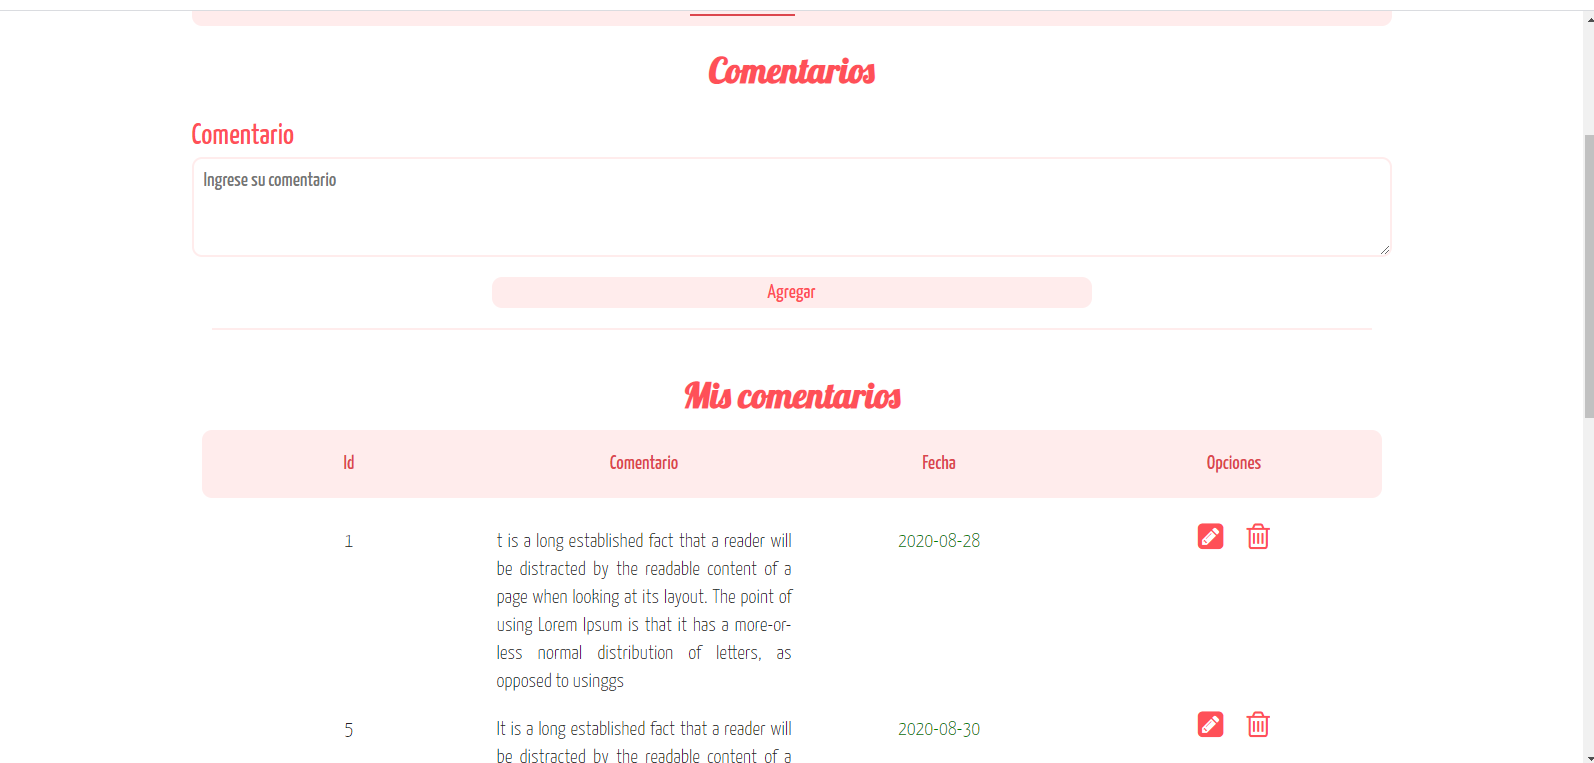 Comentarios
Comentario
Ingrese su comentario
Agregar
Mis comentarios
Id Comentario Fecha Opciones
1 t is a long established fact that a reader will 2020-08-28
be distracted by the readable content of a
page when looking at its layout. The point of
using Lorem Ipsum is that it has a more-or-
less normal distribution of letters, as
opposed to usinggs
5 It is a long established fact that a reader will 2020-08-30
be distracted by the readable content of a